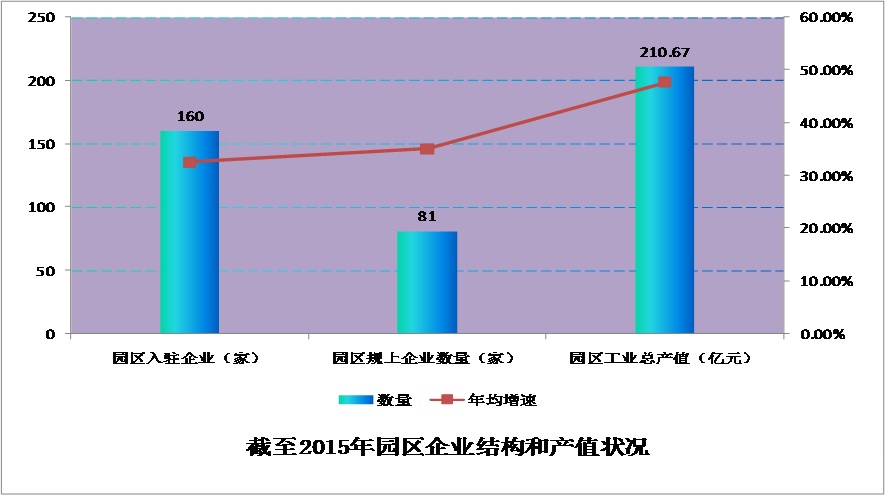 250
200
150
100
50
0
60.00%
50.00%
40.00%
30.00%
20.00%
10.00%
0.00%
160
81
210.67
园区入驻企业（家）
园区规上企业数量（家）
园区工业总产值（亿元）
数量
年均增速
截至2015年园区企业结构和产值状况